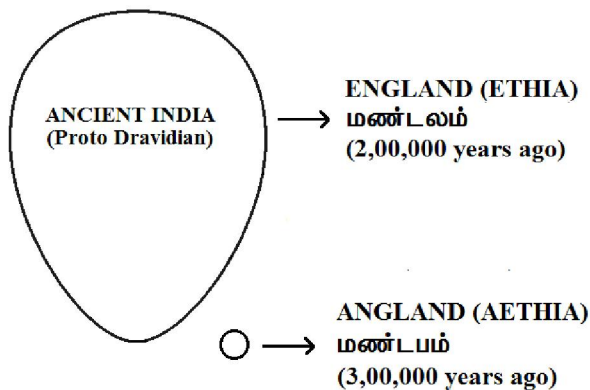 ENGLAND (ETHIA)
ANCIENT INDIA
(Proto Dravidian)
மண்டலம்
(2,00,000 years ago)
ANGLAND (AETHIA)
மண்டபம்
(3,00,000 years ago)